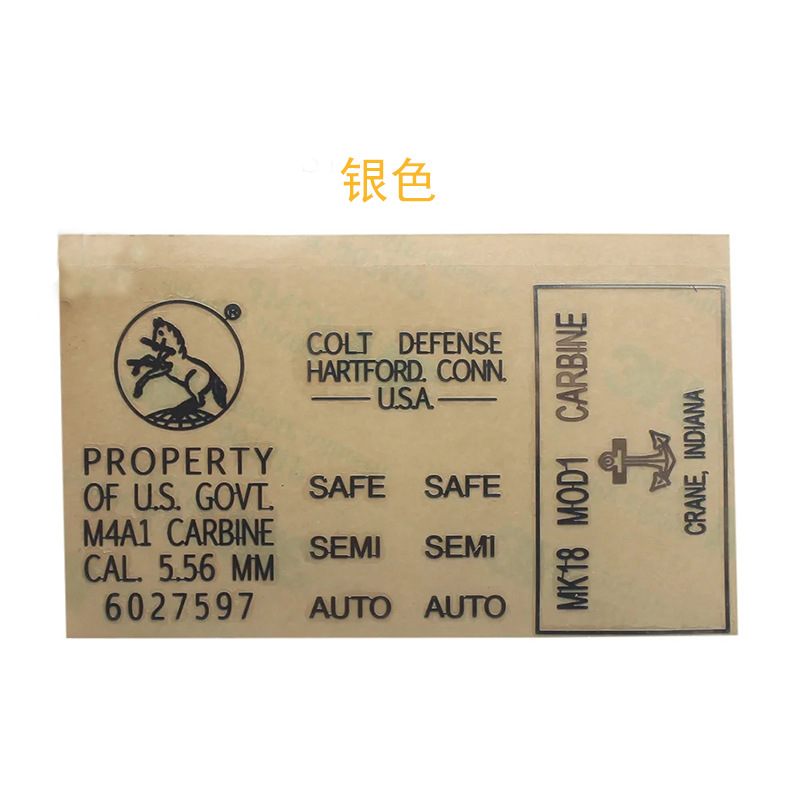 银色
®
PROPERTY
OF U.S. GOVT.
M4A1 CARBINE
CAL. 5.56 MM
6027597
COLT DEFENSE
HARTFORD. CONN.
U.S.A.
SAFE SAFE
SEMI SEMI
AUTO AUTO
MK18 MOD1 CARBINE
CRANE, INDIANA